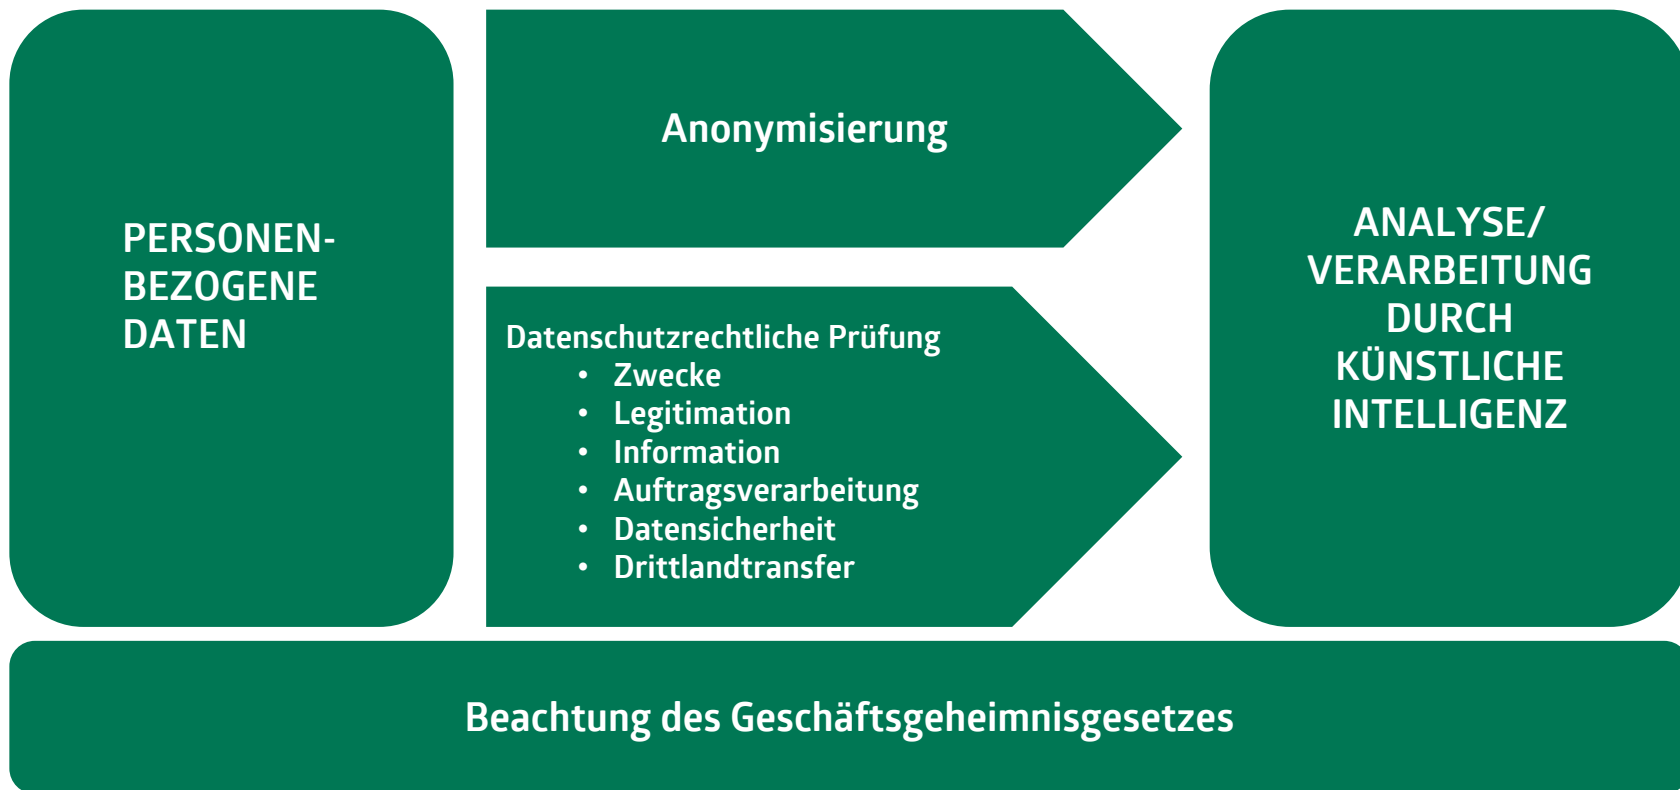 PERSONEN-
BEZOGENE
DATEN
Anonymisierung
Datenschutzrechtliche Prüfung
• Zwecke
• Legitimation
• Information
• Auftragsverarbeitung
• Datensicherheit
• Drittlandtransfer
ANALYSE/
VERARBEITUNG
DURCH
KÜNSTLICHE
INTELLIGENZ
Beachtung des Geschäftsgeheimnisgesetzes